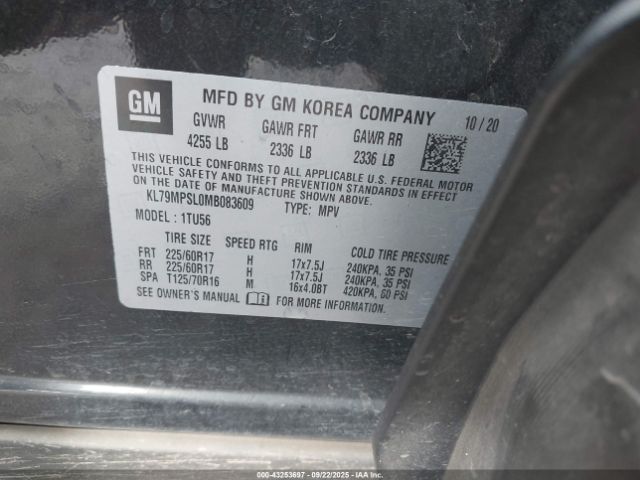 GM
MFD BY GM KOREA COMPANY 10/20
GVWR GAWR FRT GAWR RR
4255 LB 2336 LB 2336 LB
THIS VEHICLE CONFORMS TO ALL APPLICABLE U.S. FEDERAL MOTOR
VEHICLE SAFETY AND THEFT PREVENTION STANDARDS IN EFFECT
ON THE DATE OF MANUFACTURE SHOWN ABOVE.
KL79MPSL0MB083609 TYPE: MPV
MODEL : 1TU56
TIRE SIZE SPEED RTG RIM COLD TIRE PRESSURE
FRT 225/60R17 H 17x7.5J 240KPA, 35 PSI
RR 225/60R17 H 17x7.5J 240KPA, 35 PSI
SPA T125/70R16 M 16x4.0BT 420KPA, 60 PSI
SEE OWNER'S MANUAL FOR MORE INFORMATION.
000-43253697 - 09/22/2025 - COPYRIGHT IAA, LLC.